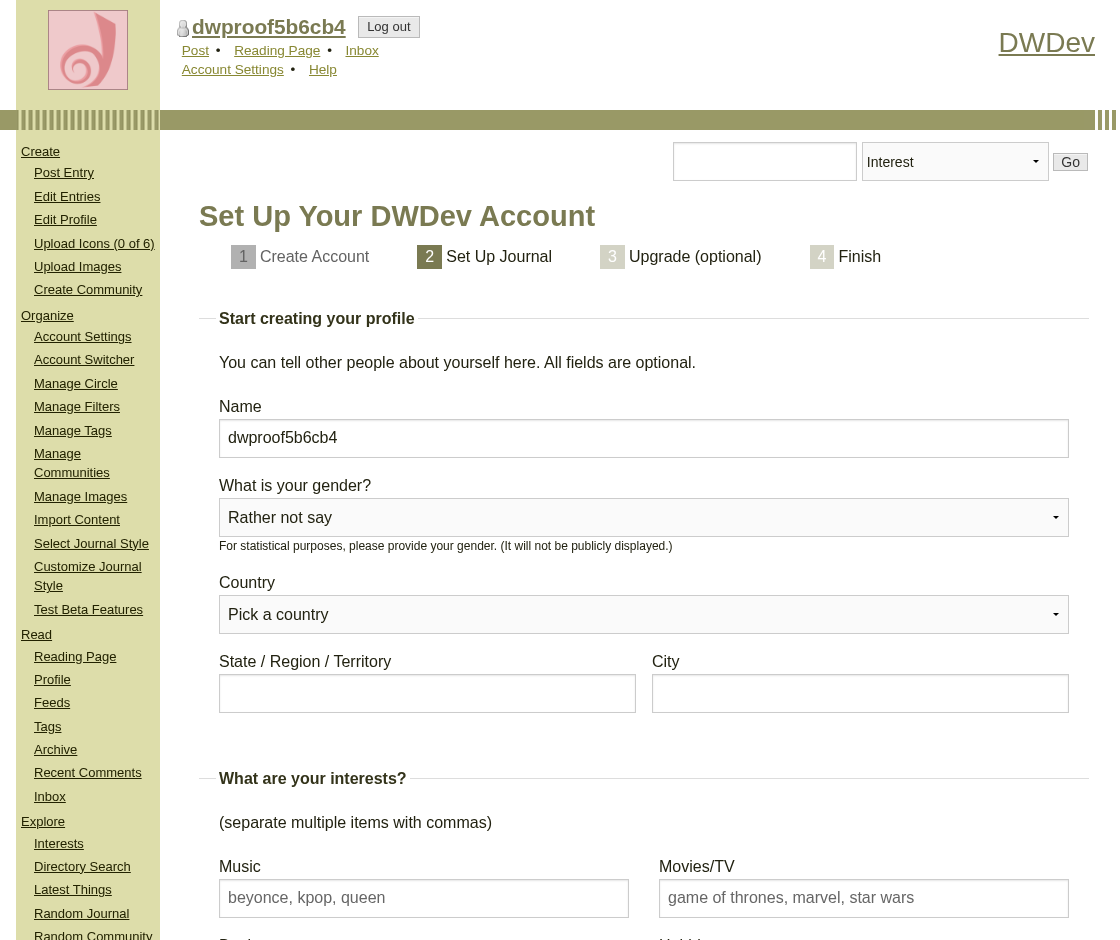 dwproof5b6cb4 Log out
Post • Reading Page • Inbox
Account Settings • Help
DWDev
Interest Go
Create
Post Entry
Edit Entries
Edit Profile
Upload Icons (0 of 6)
Upload Images
Create Community
Organize
Account Settings
Account Switcher
Manage Circle
Manage Filters
Manage Tags
Manage
Communities
Manage Images
Import Content
Select Journal Style
Customize Journal
Style
Test Beta Features
Read
Reading Page
Profile
Feeds
Tags
Archive
Recent Comments
Inbox
Explore
Interests
Directory Search
Latest Things
Random Journal
Random Community
Set Up Your DWDev Account
1 Create Account 2 Set Up Journal 3 Upgrade (optional) 4 Finish
Start creating your profile
You can tell other people about yourself here. All fields are optional.
Name
dwproof5b6cb4
What is your gender?
Rather not say
For statistical purposes, please provide your gender. (It will not be publicly displayed.)
Country
Pick a country
State / Region / Territory City
What are your interests?
(separate multiple items with commas)
Music Movies/TV
beyonce, kpop, queen game of thrones, marvel, star wars